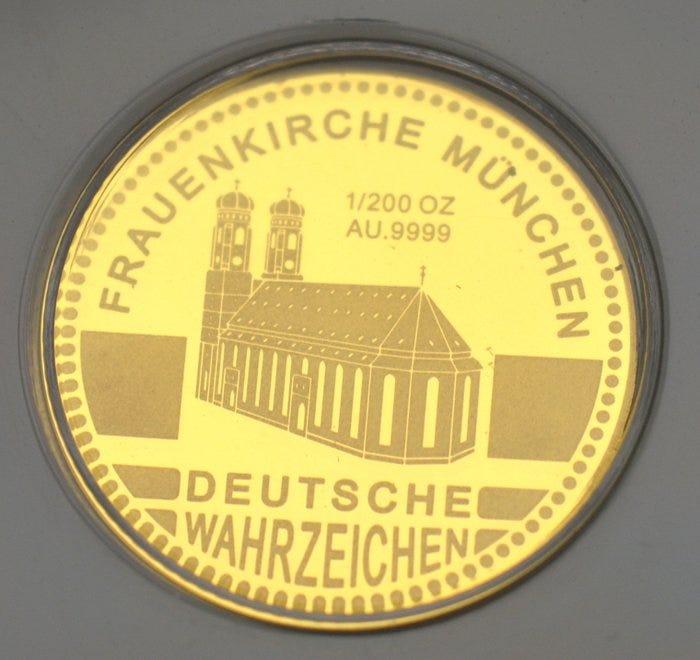 FRAUENKIRCHE MÜNCHEN
1/200 OZ
AU.9999
DEUTSCHE
WAHRZEICHEN